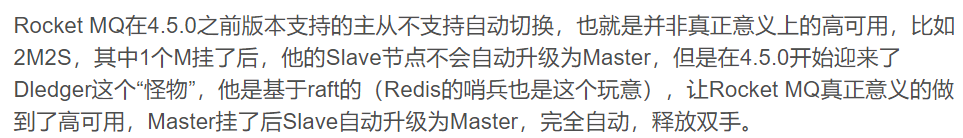 Rocket MQ在4.5.0之前版本支持的主从不支持自动切换，也就是并非真正意义上的高可用，比如
2M2S，其中1个M挂了后，他的Slave节点不会自动升级为Master，但是在4.5.0开始迎来了
Dledger这个“怪物”，他是基于raft的（Redis的哨兵也是这个玩意），让Rocket MQ真正意义的做
到了高可用，Master挂了后Slave自动升级为Master，完全自动，释放双手。